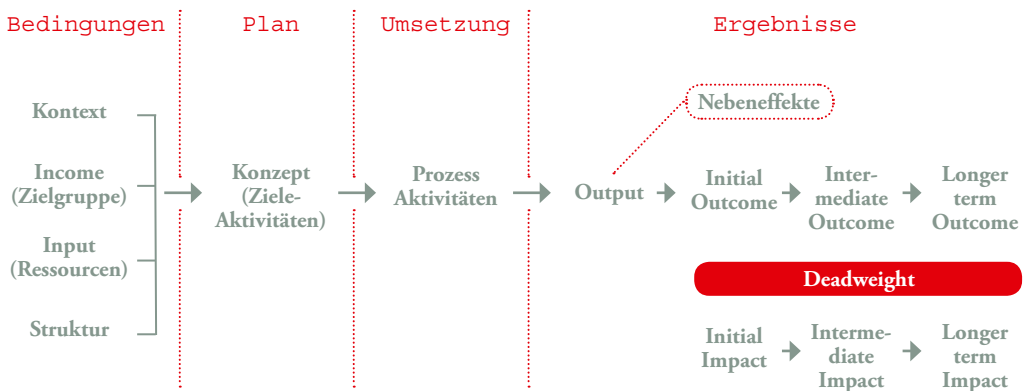 Bedingungen
Plan
Umsetzung
Ergebnisse
Nebeneffekte
Kontext
Income
(Zielgruppe)
Input
(Ressourcen)
Struktur
Konzept
(Ziele-
Aktivitäten)
Prozess
Aktivitäten
Output
Initial
Outcome
Inter-
mediate
Outcome
Longer
term
Outcome
Deadweight
Initial
Impact
Interme-
diate
Impact
Longer
term
Impact